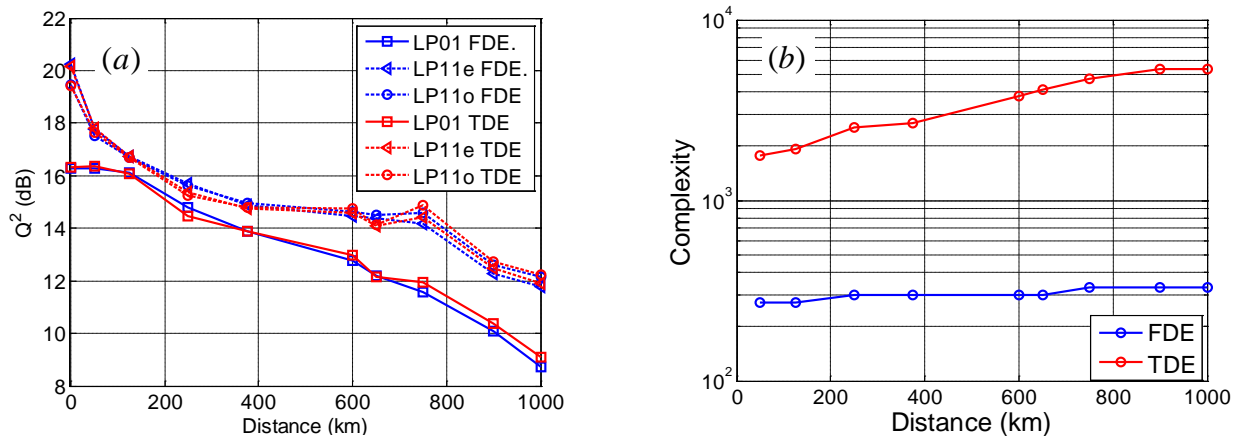 (a)
22
20
18
16
14
12
10
8
Q² (dB)
0 200 400 600 800 1000
Distance (km)
LP01 FDE.
LP11e FDE.
LP11o FDE
LP01 TDE
LP11e TDE
LP11o TDE
(b)
10⁴
10³
10²
Complexity
0 200 400 600 800 1000
Distance (km)
FDE
TDE